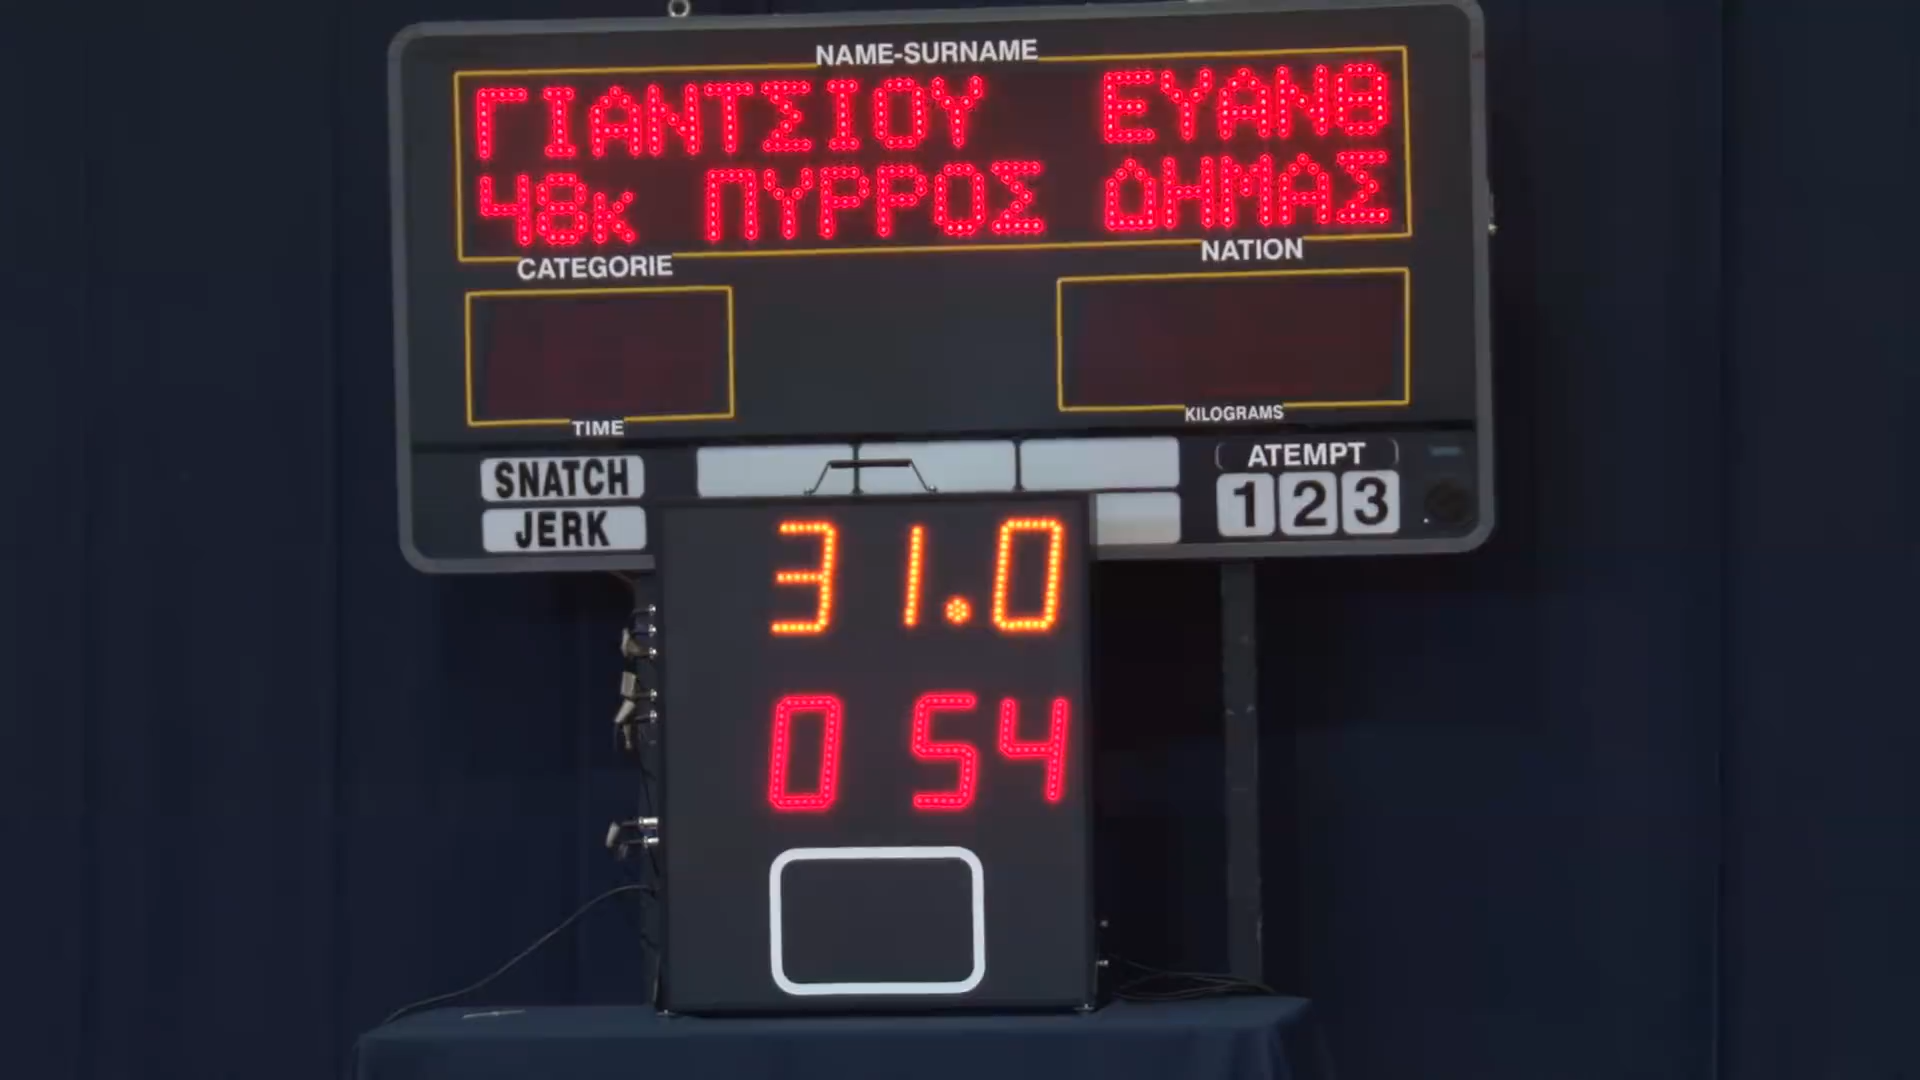 NAME-SURNAME
ΓΙΑΝΤΣΙΟΥ ΕΥΑΝΘ
48κ ΠΥΡΡΟΣ ΔΗΜΑΣ
CATEGORIE NATION
TIME KILOGRAMS
SNATCH ATEMPT
JERK 1 2 3
31.0
0 54